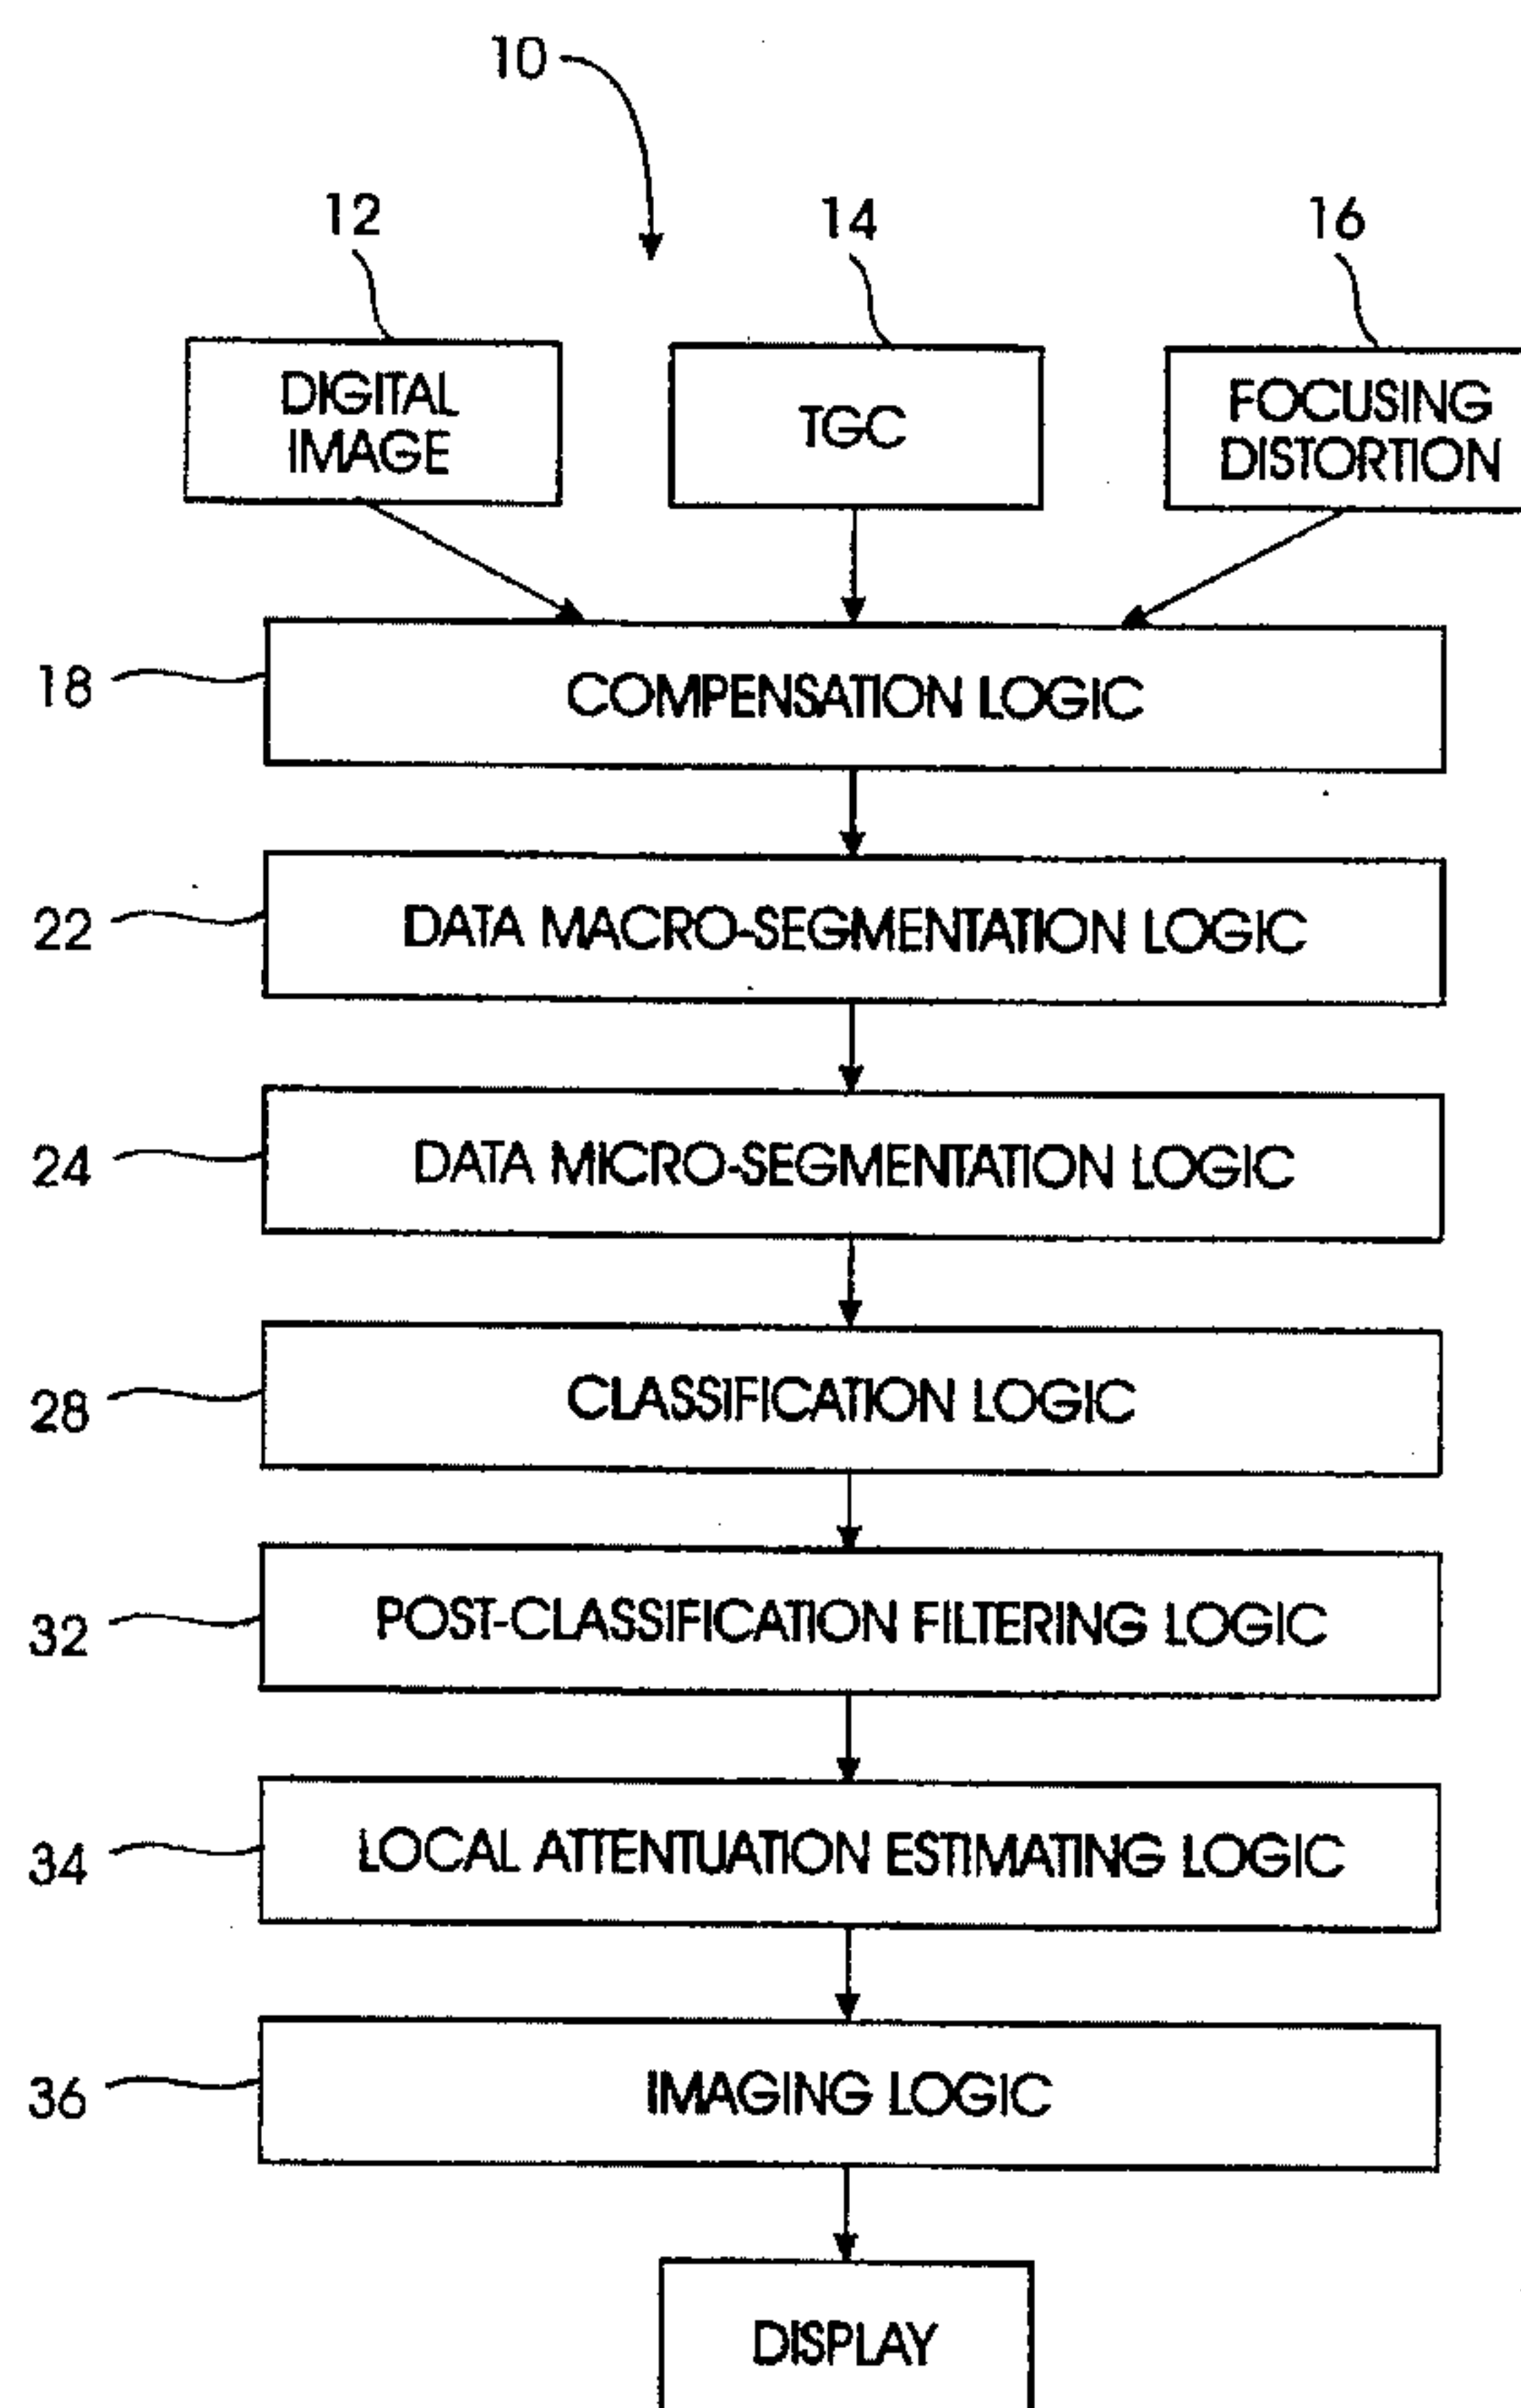 10
12
14
16
DIGITAL
IMAGE
TGC
FOCUSING
DISTORTION
18
COMPENSATION LOGIC
22
DATA MACRO-SEGMENTATION LOGIC
24
DATA MICRO-SEGMENTATION LOGIC
28
CLASSIFICATION LOGIC
32
POST-CLASSIFICATION FILTERING LOGIC
34
LOCAL ATTENTUATION ESTIMATING LOGIC
36
IMAGING LOGIC
DISPLAY